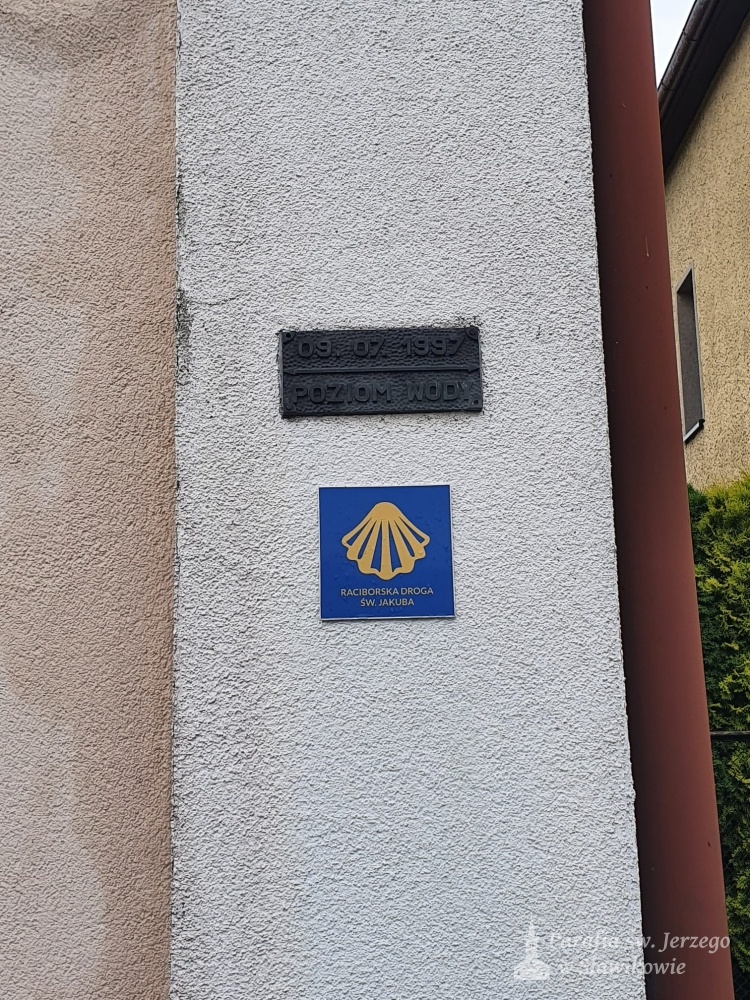 09. 07. 1997
POZIOM WODY
RACIBORSKA DROGA
ŚW. JAKUBA
Parafia św. Jerzego
w Sławikowie